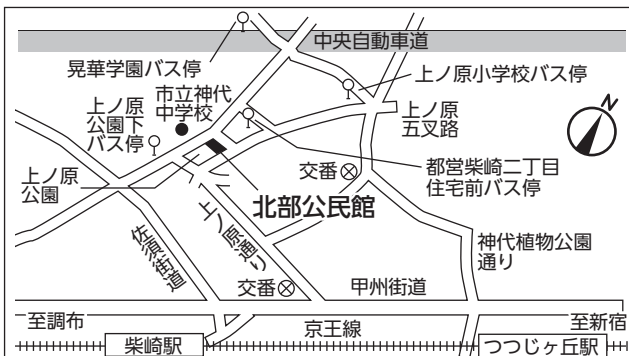 中央自動車道
晃華学園バス停
上ノ原小学校バス停
市立神代
中学校
上ノ原
公園下
バス停
上ノ原
五叉路
N
上ノ原
公園
交番
都営柴崎二丁目
住宅前バス停
北部公民館
上ノ原通り
佐須街道
神代植物公園
通り
交番
甲州街道
至調布
京王線
至新宿
柴崎駅
つつじヶ丘駅